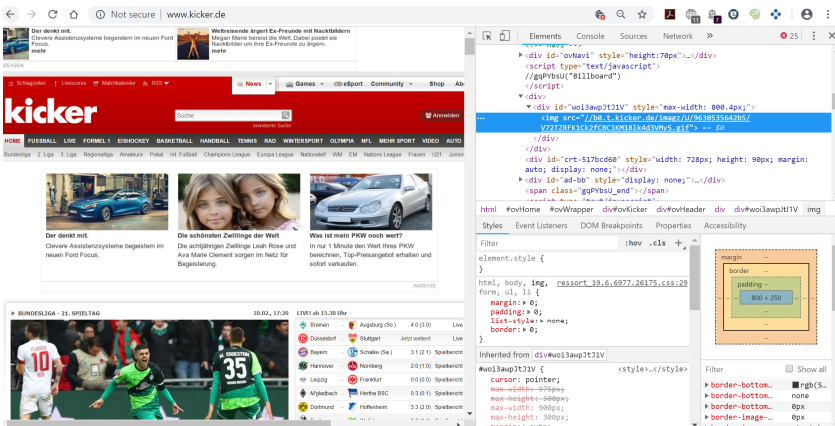 Not secure | www.kicker.de
Der denkt mit.
Clevere Assistenzsysteme begeistern im neuen Ford
Focus.
mehr
Weltreisende ärgert Ex-Freunde mit Nacktbildern
Megan Marie bereist die Welt. Dabei postet sie
Nacktbilder um ihre Ex-Freunde zu ärgern.
mehr
ZEIGEN
Schlagzeilen
Livescores
Matchkalender
RSS
News
Games
eSport
Community
Shop
Abo
kicker
Suche
erweiterte Suche
Anmelden
HOME FUSSBALL LIVE FORMEL 1 EISHOCKEY BASKETBALL HANDBALL TENNIS RAD WINTERSPORT OLYMPIA NFL MEHR SPORT VIDEO AUTO
Bundesliga 2. Liga 3. Liga Regionalliga Amateure Pokal Int. Fußball Champions League Europa League Nationalelf WM EM Nations League Frauen U21 Junior
Der denkt mit.
Clevere Assistenzsysteme begeistern im
neuen Ford Focus.
Die schönsten Zwillinge der Welt
Die achtjährigen Zwillinge Leah Rose und
Ava Marie Clement sorgen im Netz für
Begeisterung.
Was ist mein PKW noch wert?
In nur 1 Minute den Wert Ihres PKW
berechnen, Top-Preisangebot erhalten und
sofort verkaufen.
ANZEIGE
BUNDESLIGA - 21. SPIELTAG 10.02., 17:20
10
35
LIVE! ab 15.30 Uhr
Bremen - Augsburg (So.) 4:0 (3:0) Live
Düsseldorf - Stuttgart Jetzt wetten! Live
Bayern - Schalke (Sa.) 3:1 (2:1) Spielbericht
Hannover - Nürnberg 2:0 (1:0) Spielbericht
Leipzig - Frankfurt 0:0 (0:0) Spielbericht
M'gladbach - Hertha BSC 0:3 (0:1) Spielbericht
Dortmund - Hoffenheim 3:3 (2:0) Spielbericht
Elements Console Sources Network » 25
<div id="ovNavi" style="height:70px">…</div>
<script type="text/javascript">
//gqPYbsU("Billboard")
</script>
<div>
<div id="woi3awpJtJ1V" style="max-width: 800.4px;">
<img src="//b0.t.kicker.de/imagz/U/9630535642b5/
V72TZRFK1Ck2fCBC1KM18lk4d3VMy5.gif"> == $0
</div>
</div>
<div id="crt-517bcd60" style="width: 728px; height: 90px; margin:
auto; display: none;">…</div>
<div id="ad-bb" style="display: none;">…</div>
<span class="gqPYbsU_end"></span>
html #ovHome #ovWrapper div#ovKicker div#ovHeader div div#woi3awpJtJ1V img
Styles Event Listeners DOM Breakpoints Properties Accessibility
Filter :hov .cls +
element.style {
}
html, body, img, ressort_19.6.6977.26175.css:29
form, ul, li {
margin: 0;
padding: 0;
list-style: none;
border: 0;
}
Inherited from div#woi3awpJtJ1V
#woi3awpJtJ1V { <style>…</style>
cursor: pointer;
max-width: 975px;
max-height: 300px;
max-width: 900px;
max-height: 300px;
margin
border
padding
800 × 250
Filter Show all
border-bottom… rgb(5…
border-bottom… none
border-bottom… 0px
border-image-… 0px